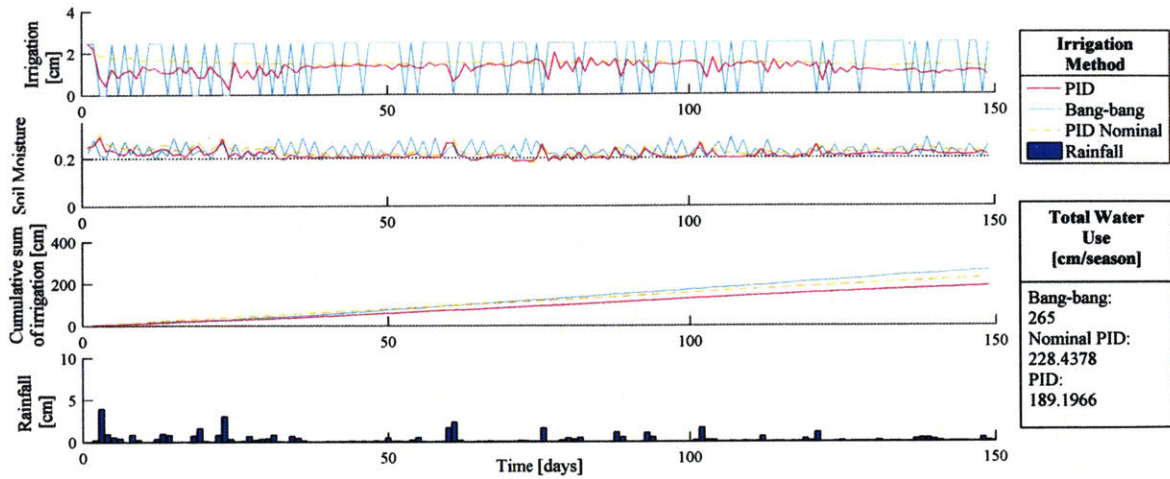 Irrigation
[cm]
4
2
0
0
50
100
150
Soil Moisture
0.2
0
0
50
100
150
Cumulative sum
of irrigation [cm]
400
200
0
0
50
100
150
Rainfall
[cm]
10
5
0
0
50
100
150
Time [days]
Irrigation
Method
PID
Bang-bang
PID Nominal
Rainfall
Total Water
Use
[cm/season]
Bang-bang:
265
Nominal PID:
228.4378
PID:
189.1966